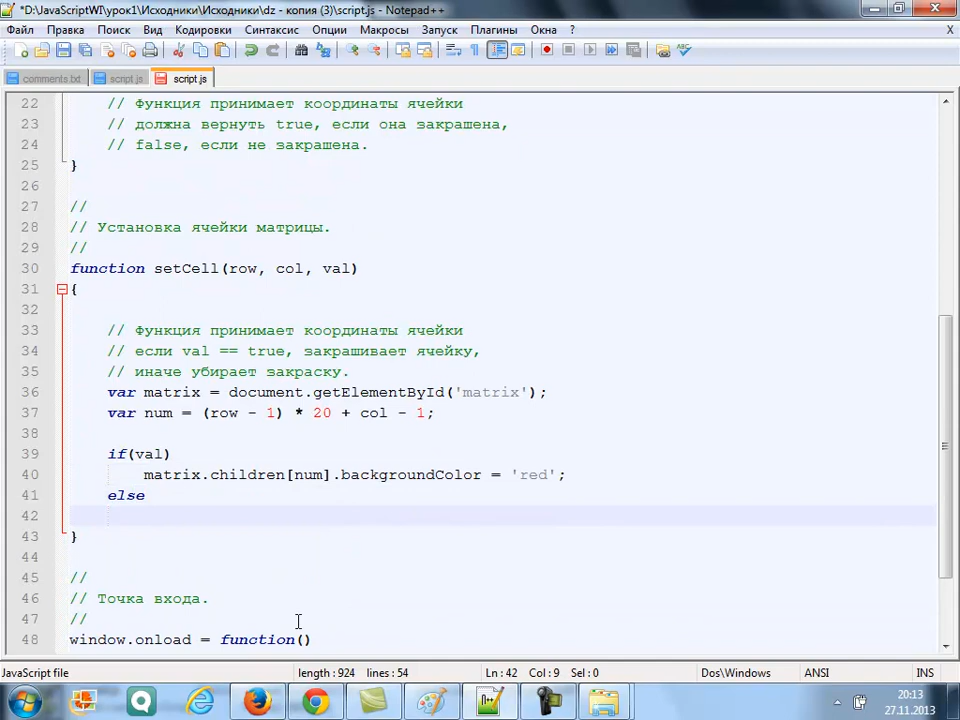 *D:\JavaScriptWI\урок1\Исходники\Исходники\dz - копия (3)\script.js - Notepad++
Файл Правка Поиск Вид Кодировки Синтаксис Опции Макросы Запуск Плагины Окна ? X
comments.txt script.js script.js
22 // Функция принимает координаты ячейки
23 // должна вернуть true, если она закрашена,
24 // false, если не закрашена.
25 }
26
27 //
28 // Установка ячейки матрицы.
29 //
30 function setCell(row, col, val)
31 {
32
33 // Функция принимает координаты ячейки
34 // если val == true, закрашивает ячейку,
35 // иначе убирает закраску.
36 var matrix = document.getElementById('matrix');
37 var num = (row - 1) * 20 + col - 1;
38
39 if(val)
40 matrix.children[num].backgroundColor = 'red';
41 else
42
43 }
44
45 //
46 // Точка входа.
47 //
48 window.onload = function()
JavaScript file length : 924 lines : 54 Ln : 42 Col : 9 Sel : 0 Dos\Windows ANSI INS
20:13
27.11.2013